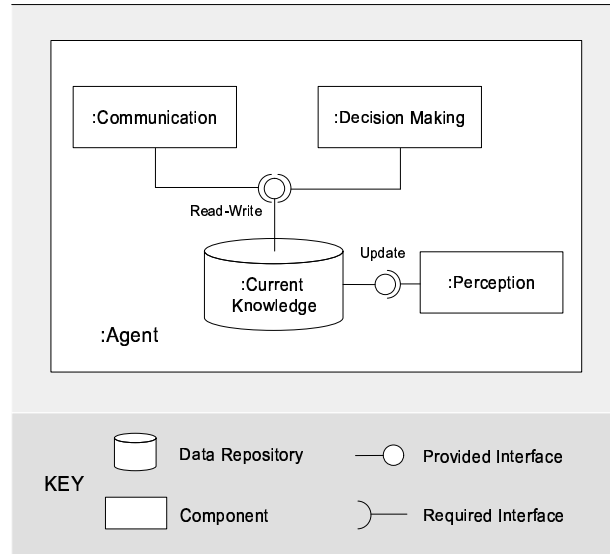 :Communication
:Decision Making
Read-Write
Update
:Current
Knowledge
:Perception
:Agent
KEY
Data Repository
Provided Interface
Component
Required Interface